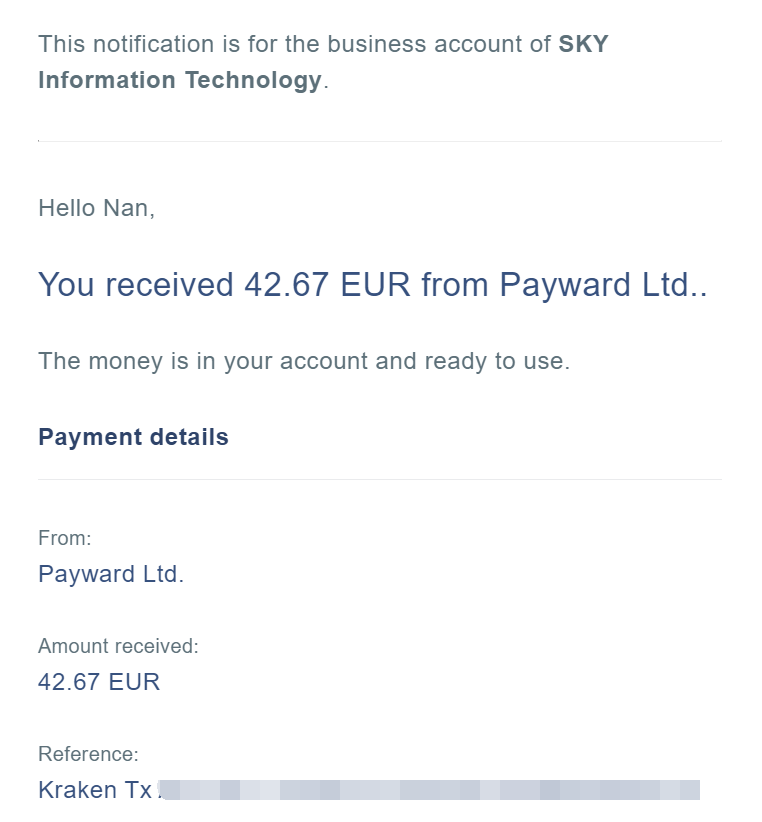 This notification is for the business account of SKY
Information Technology.
Hello Nan,
You received 42.67 EUR from Payward Ltd..
The money is in your account and ready to use.
Payment details
From:
Payward Ltd.
Amount received:
42.67 EUR
Reference:
Kraken Tx